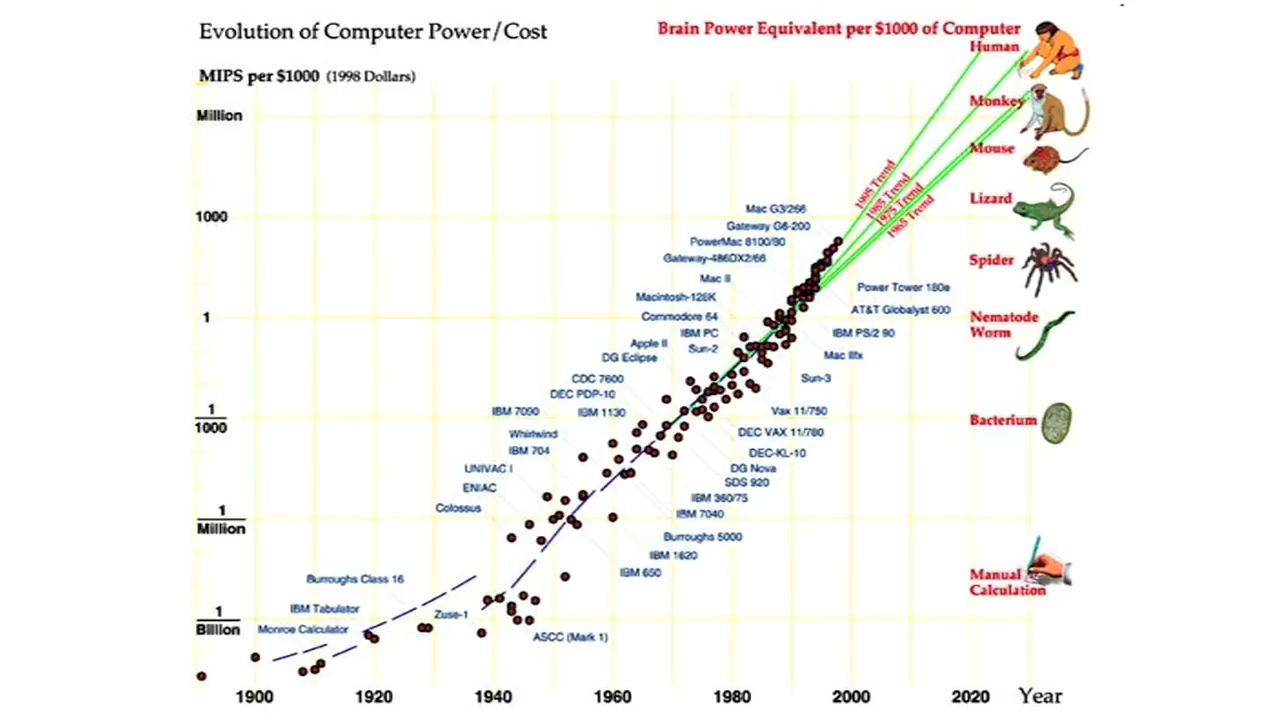 Evolution of Computer Power/Cost
Brain Power Equivalent per $1000 of Computer
Human
MIPS per $1000 (1998 Dollars)
Monkey
Million
Mouse
1995 Trend
1985 Trend
1975 Trend
1965 Trend
Lizard
Mac G3/266
1000
Gateway G6-200
PowerMac 8100/80
Gateway-486DX2/66
Spider
Mac II
Power Tower 180e
Macintosh-128K
AT&T Globalyst 600
Commodore 64
1
Nematode
Worm
IBM PC
IBM PS/2 90
Apple II
Sun-2
DG Eclipse
Mac IIfx
CDC 7600
Sun-3
DEC PDP-10
IBM 7090
IBM 1130
Vax 11/750
1
1000
Bacterium
Whirlwind
DEC VAX 11/780
IBM 704
DEC-KL-10
UNIVAC I
DG Nova
ENIAC
SDS 920
IBM 360/75
Colossus
IBM 7040
1
Million
Burroughs 5000
IBM 1620
IBM 650
Manual
Calculation
Burroughs Class 16
IBM Tabulator
Zuse-1
1
Billion
Monroe Calculator
ASCC (Mark 1)
1900 1920 1940 1960 1980 2000 2020 Year